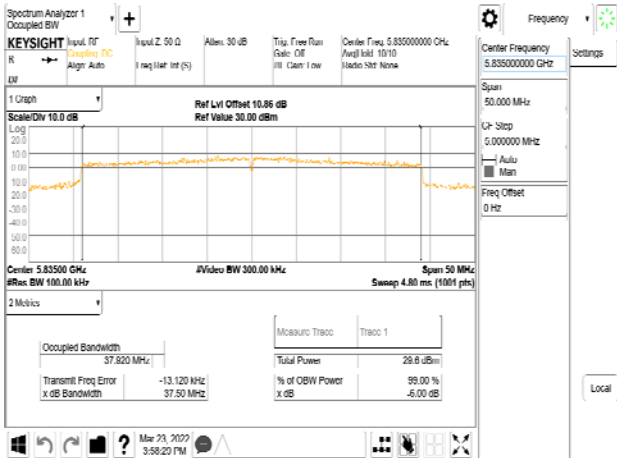 Spectrum Analyzer 1
Occupied BW
+
Frequency
KEYSIGHT
Input: RF
Coupling: DC
Align: Auto
Input Z: 50 Ω
Freq Ref: Int (S)
Atten: 30 dB
Trig: Free Run
Gate: Off
IF Gain: Low
Center Freq: 5.835000000 GHz
Avg|Hold: 10/10
Radio Std: None
R
Center Frequency
5.835000000 GHz
Settings
Span
50.000 MHz
CF Step
5.000000 MHz
Auto
Man
Freq Offset
0 Hz
Local
1 Graph
Scale/Div 10.0 dB
Ref Lvl Offset 10.86 dB
Ref Value 30.00 dBm
Log
20.0
10.0
0.00
10.0
20.0
-30.0
-40.0
50.0
60.0
Center 5.83500 GHz
#Res BW 100.00 kHz
#Video BW 300.00 kHz
Span 50 MHz
Sweep 4.80 ms (1001 pts)
2 Metrics
Measure Trace Trace 1
Occupied Bandwidth
37.920 MHz
Total Power 29.6 dBm
Transmit Freq Error -13.120 kHz
% of OBW Power 99.00 %
x dB Bandwidth 37.50 MHz
x dB -6.00 dB
?
Mar 23, 2022
3:58:20 PM